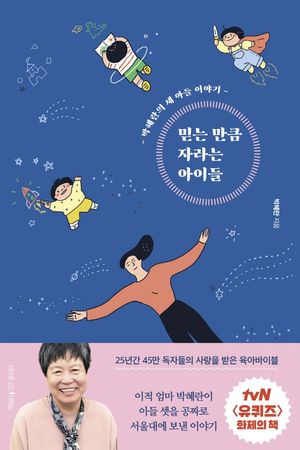 - 박혜란의 세 아들 이야기 -
믿는 만큼
자라는
아이들
박혜란 지음
25년간 45만 독자들의 사랑을 받은 육아바이블
이적 엄마 박혜란이
아들 셋을 공짜로
서울대에 보낸 이야기
tvN
<유퀴즈>
화제의 책